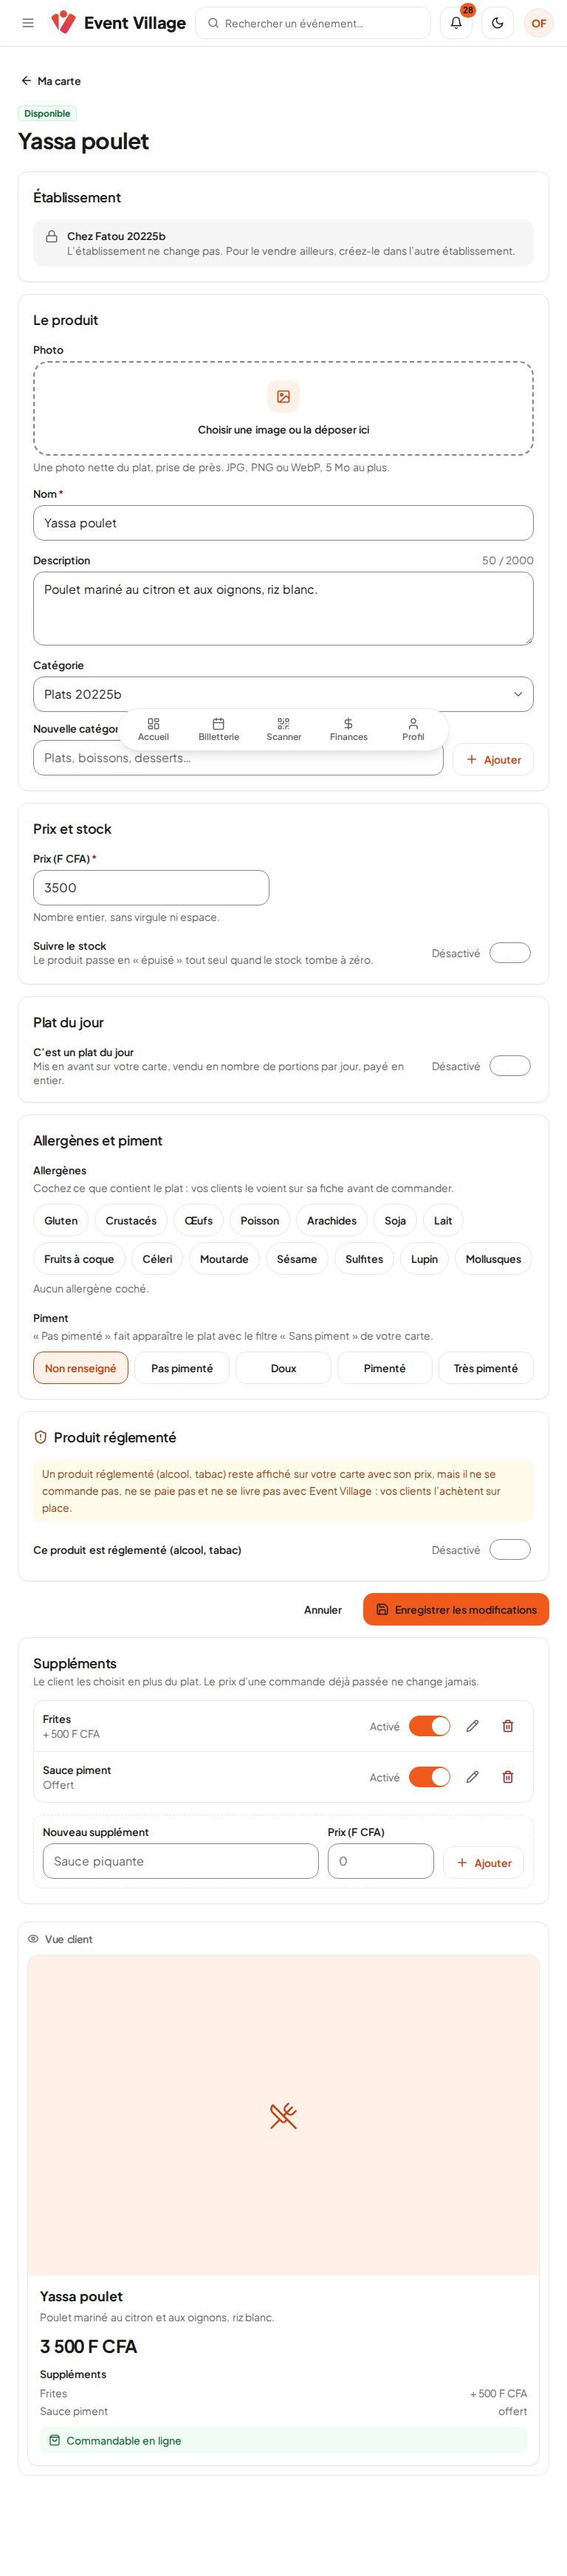 Event Village
Rechercher un événement...
28
OF
Ma carte
Disponible
Yassa poulet
Établissement
Chez Fatou 20225b
L'établissement ne change pas. Pour le vendre ailleurs, créez-le dans l'autre établissement.
Le produit
Photo
Choisir une image ou la déposer ici
Une photo nette du plat, prise de près. JPG, PNG ou WebP, 5 Mo au plus.
Nom *
Yassa poulet
Description
50 / 2000
Poulet mariné au citron et aux oignons, riz blanc.
Catégorie
Plats 20225b
Nouvelle catégor
Accueil
Billetterie
Scanner
Finances
Profil
Plats, boissons, desserts...
Ajouter
Prix et stock
Prix (F CFA) *
3500
Nombre entier, sans virgule ni espace.
Suivre le stock
Le produit passe en « épuisé » tout seul quand le stock tombe à zéro.
Désactivé
Plat du jour
C'est un plat du jour
Mis en avant sur votre carte, vendu en nombre de portions par jour, payé en
entier.
Désactivé
Allergènes et piment
Allergènes
Cochez ce que contient le plat : vos clients le voient sur sa fiche avant de commander.
Gluten
Crustacés
Œufs
Poisson
Arachides
Soja
Lait
Fruits à coque
Céleri
Moutarde
Sésame
Sulfites
Lupin
Mollusques
Aucun allergène coché.
Piment
« Pas pimenté » fait apparaître le plat avec le filtre « Sans piment » de votre carte.
Non renseigné
Pas pimenté
Doux
Pimenté
Très pimenté
Produit réglementé
Un produit réglementé (alcool, tabac) reste affiché sur votre carte avec son prix, mais il ne se
commande pas, ne se paie pas et ne se livre pas avec Event Village : vos clients l'achètent sur
place.
Ce produit est réglementé (alcool, tabac)
Désactivé
Annuler
Enregistrer les modifications
Suppléments
Le client les choisit en plus du plat. Le prix d'une commande déjà passée ne change jamais.
Frites
+ 500 F CFA
Activé
Sauce piment
Offert
Activé
Nouveau supplément
Prix (F CFA)
Sauce piquante
0
Ajouter
Vue client
Yassa poulet
Poulet mariné au citron et aux oignons, riz blanc.
3 500 F CFA
Suppléments
Frites
+ 500 F CFA
Sauce piment
offert
Commandable en ligne